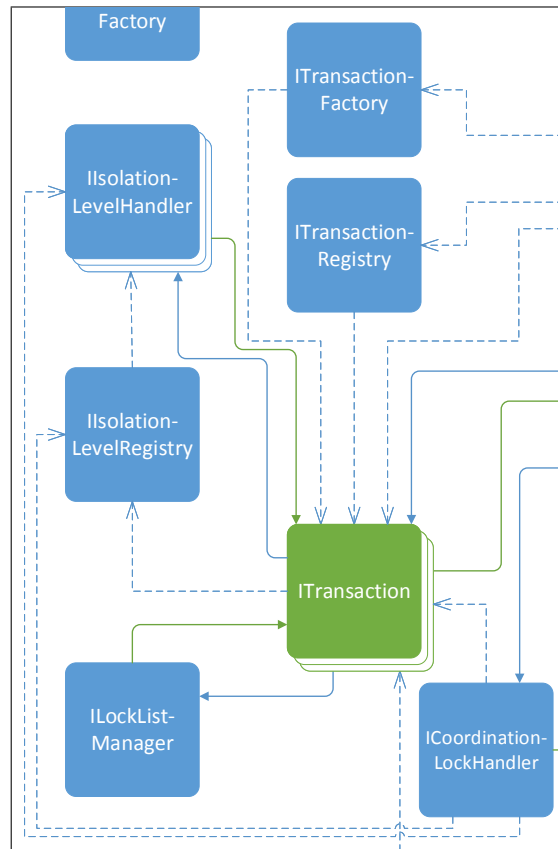 Factory
ITransaction-
Factory
IIsolation-
LevelHandler
ITransaction-
Registry
IIsolation-
LevelRegistry
ITransaction
ILockList-
Manager
ICoordination-
LockHandler